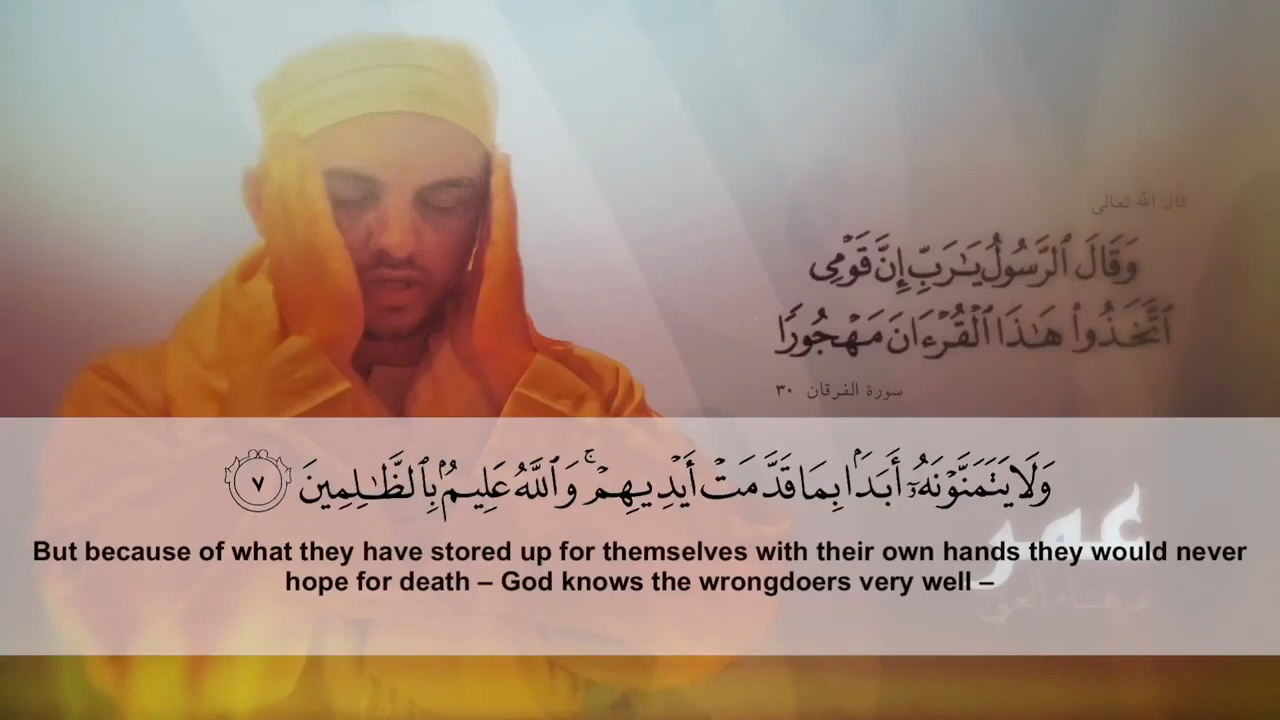 قال الله تعالى
وَقَالَ ٱلرَّسُولُ يَـٰرَبِّ إِنَّ قَوْمِى
ٱتَّخَذُوا۟ هَـٰذَا ٱلْقُرْءَانَ مَهْجُورًا
سورة الفرقان ٣٠
وَلَا يَتَمَنَّوْنَهُۥٓ أَبَدًۢا بِمَا قَدَّمَتْ أَيْدِيهِمْ ۚ وَٱللَّهُ عَلِيمٌۢ بِٱلظَّـٰلِمِينَ ٧
But because of what they have stored up for themselves with their own hands they would never
hope for death – God knows the wrongdoers very well –
عمر